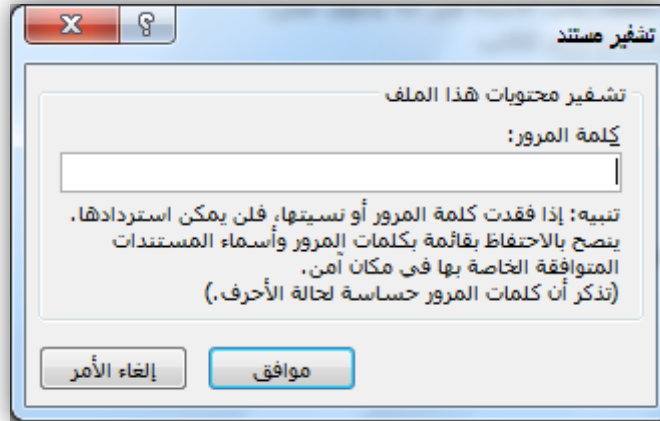 تشفير مستند
تشفير محتويات هذا الملف
كلمة المرور:
تنبيه: إذا فقدت كلمة المرور أو نسيتها، فلن يمكن استردادها.
ينصح بالاحتفاظ بقائمة بكلمات المرور وأسماء المستندات
المتوافقة الخاصة بها في مكان آمن.
(تذكر أن كلمات المرور حساسة لحالة الأحرف.)
موافق
إلغاء الأمر